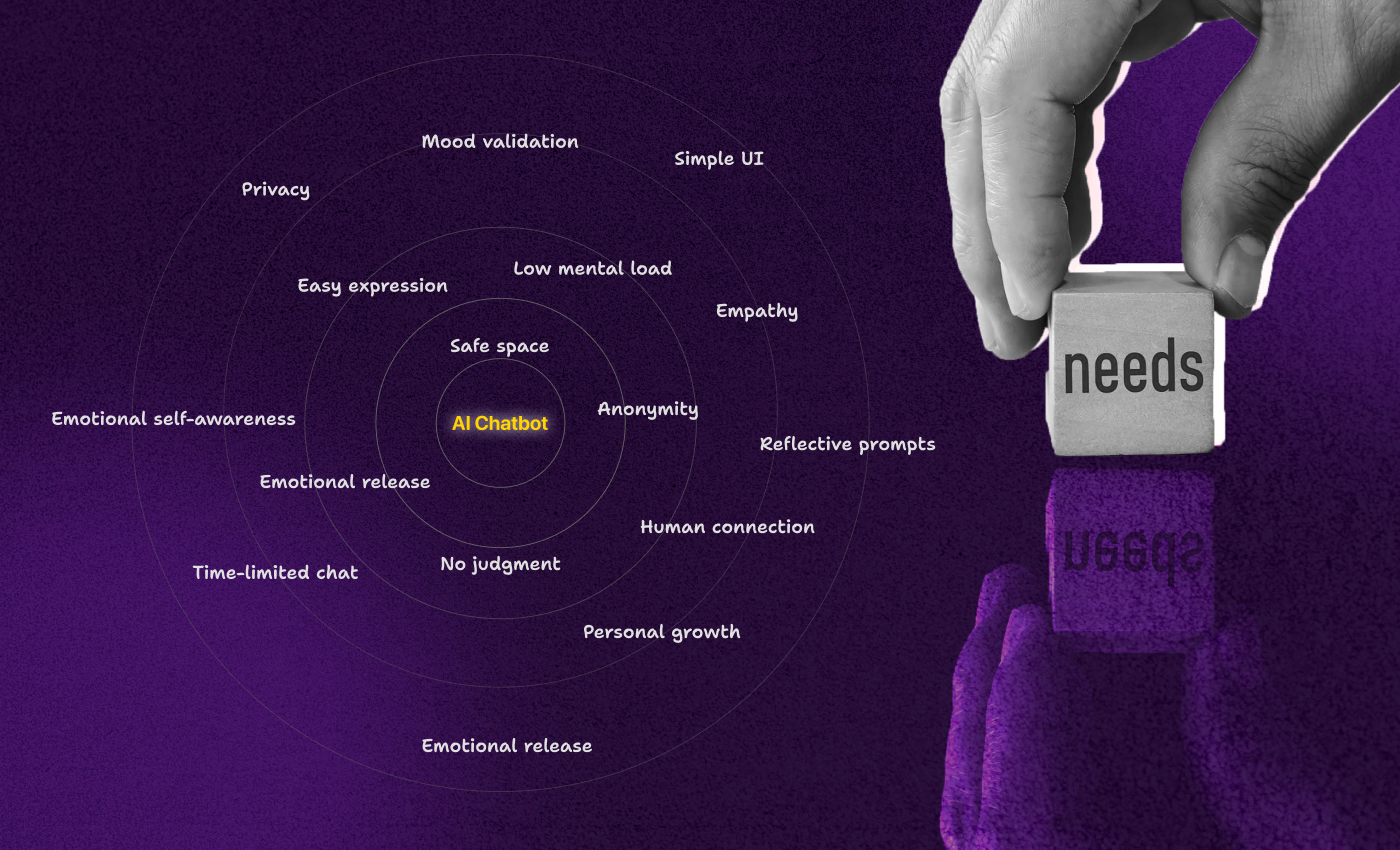 Mood validation
Simple UI
Privacy
Low mental load
Easy expression
Empathy
Safe space
needs
Anonymity
Emotional self-awareness
AI Chatbot
Reflective prompts
Emotional release
Human connection
needs
No judgment
Time-limited chat
Personal growth
Emotional release